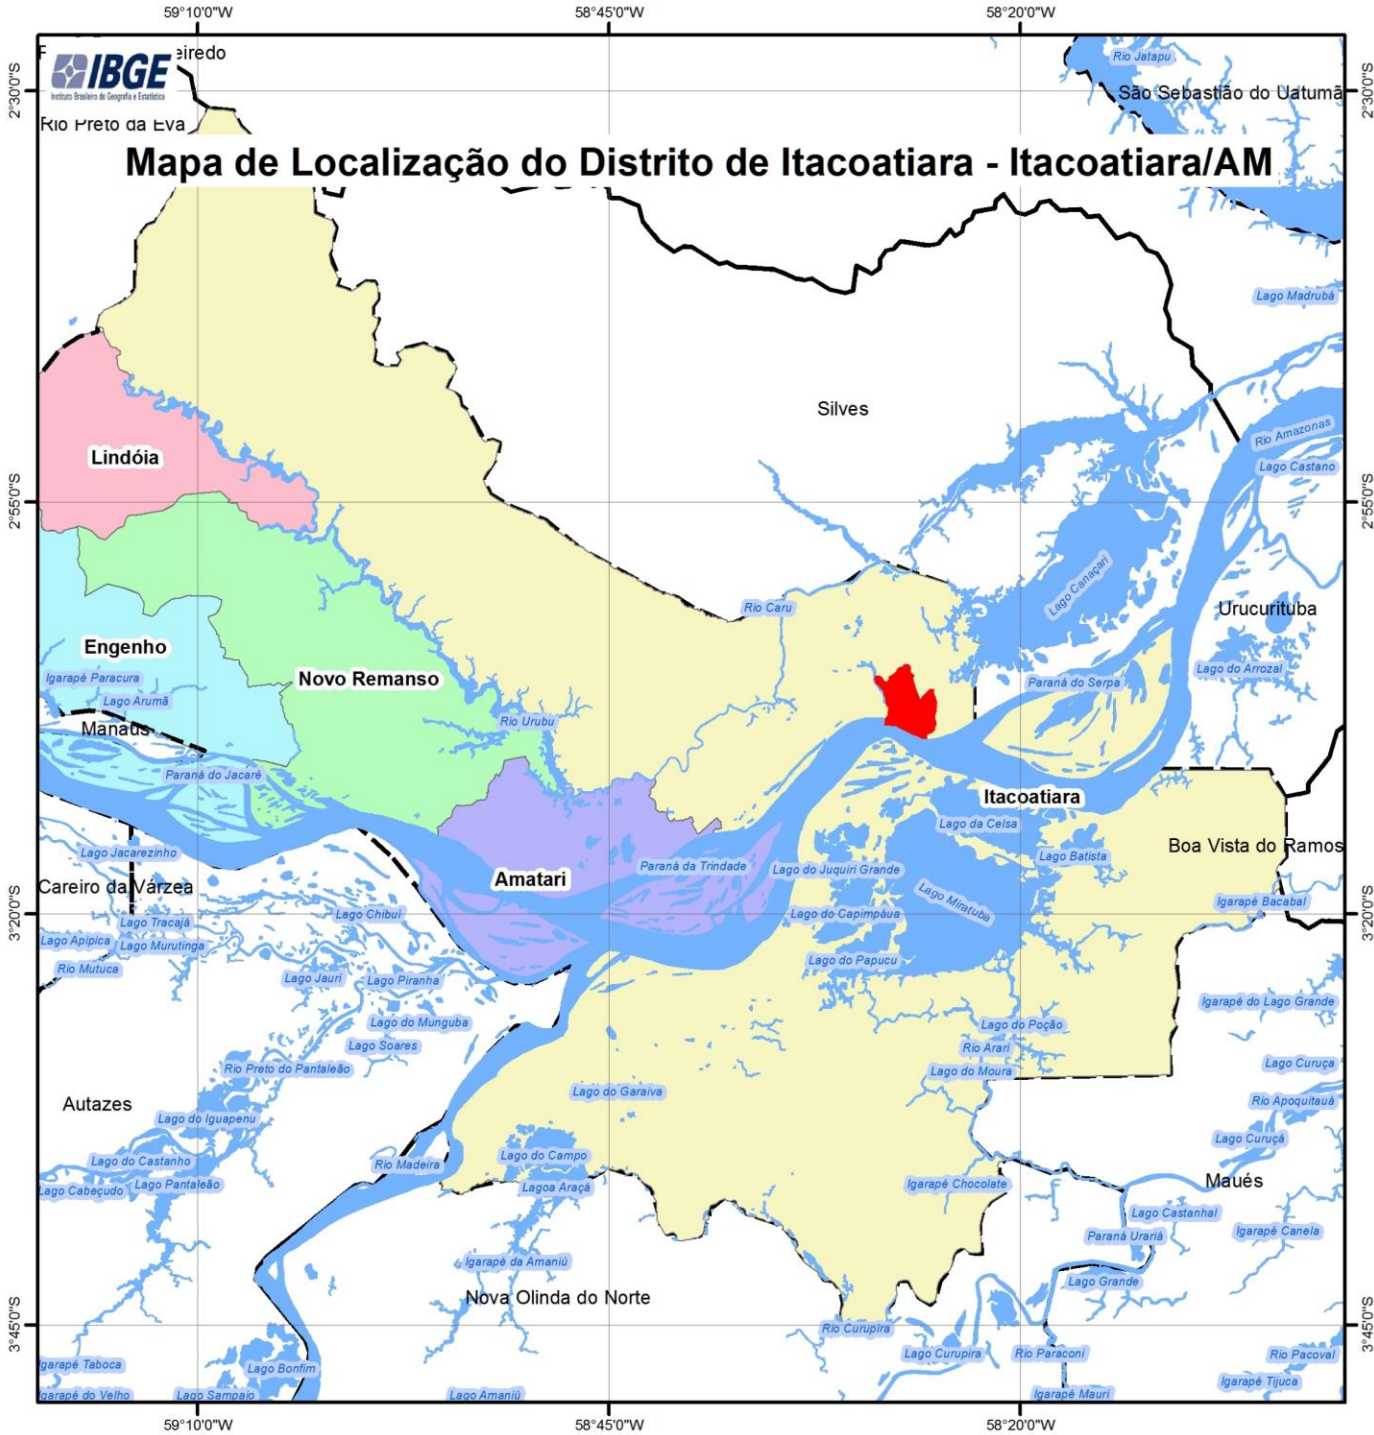 59°10'0"W
58°45'0"W
58°20'0"W
eiredo
IBGE
Instituto Brasileiro de Geografia e Estatística
Rio Jatapu
2°30'0"S
São Sebastião do Uatumã
2°30'0"S
Rio Preto da Eva
Mapa de Localização do Distrito de Itacoatiara - Itacoatiara/AM
Lago Madrubá
Silves
Rio Amazonas
Lindóia
Lago Castano
2°55'0"S
2°55'0"S
Lago Canaçari
Rio Caru
Urucurituba
Engenho
Lago do Arrozal
Novo Remanso
Igarapé Paracura
Paraná do Serpa
Lago Arumã
Rio Urubu
Manaus
Paraná do Jacaré
Itacoatiara
Lago da Celsa
Lago Jacarezinho
Boa Vista do Ramos
Lago Batista
Paraná da Trindade
Lago do Juquiri Grande
Amatari
Careiro da Várzea
Lago Miratuba
Igarapé Bacabal
3°20'0"S
3°20'0"S
Lago Chibuí
Lago do Capimpáua
Lago Tracajá
Lago Apipica
Lago Murutinga
Lago do Papucu
Rio Mutuca
Lago Jauri
Lago Piranha
Igarapé do Lago Grande
Lago do Munguba
Lago do Poção
Lago Soares
Rio Arari
Rio Preto do Pantaleão
Lago do Moura
Lago Curuça
Lago do Garaiva
Autazes
Rio Apoquitauá
Lago do Iguapenu
Lago Curuçá
Lago do Castanho
Rio Madeira
Lago do Campo
Lago Cabeçudo
Lago Pantaleão
Lagoa Araçá
Igarapé Chocolate
Maués
Lago Castanhal
Paraná Urariá
Igarapé Canela
Igarapé da Amaniú
Lago Grande
Nova Olinda do Norte
3°45'0"S
Rio Curupira
3°45'0"S
Lago Curupira
Rio Paraconi
Rio Pacoval
Igarapé Taboca
Lago Bonfim
Igarapé Tijuca
Igarapé do Velho
Lago Sampaio
Lago Amaniú
Igarapé Mauri
59°10'0"W
58°45'0"W
58°20'0"W